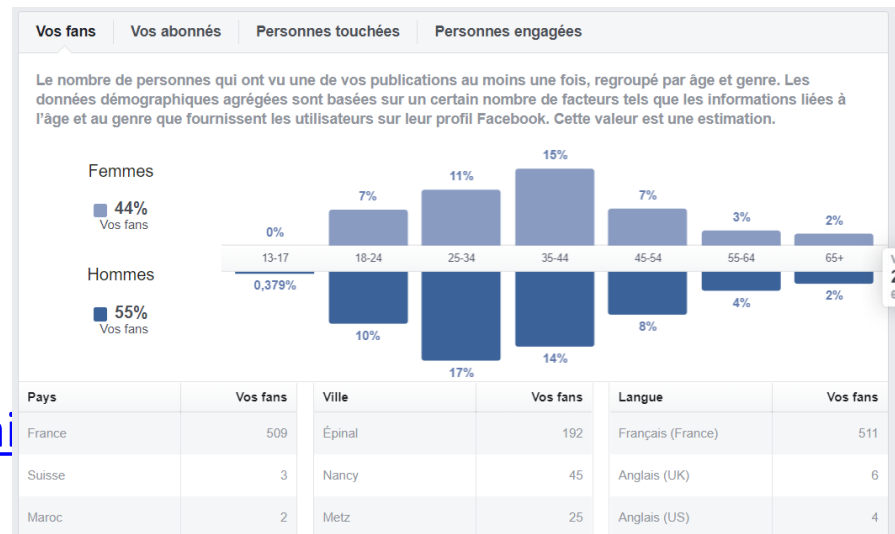 Vos fans Vos abonnés Personnes touchées Personnes engagées
Le nombre de personnes qui ont vu une de vos publications au moins une fois, regroupé par âge et genre. Les
données démographiques agrégées sont basées sur un certain nombre de facteurs tels que les informations liées à
l'âge et au genre que fournissent les utilisateurs sur leur profil Facebook. Cette valeur est une estimation.
Femmes
44%
Vos fans
0% 7% 11% 15% 7% 3% 2%
13-17 18-24 25-34 35-44 45-54 55-64 65+
Hommes
55%
Vos fans
0,379% 10% 17% 14% 8% 4% 2%
Pays Vos fans Ville Vos fans Langue Vos fans
France 509 Épinal 192 Français (France) 511
Suisse 3 Nancy 45 Anglais (UK) 6
Maroc 2 Metz 25 Anglais (US) 4